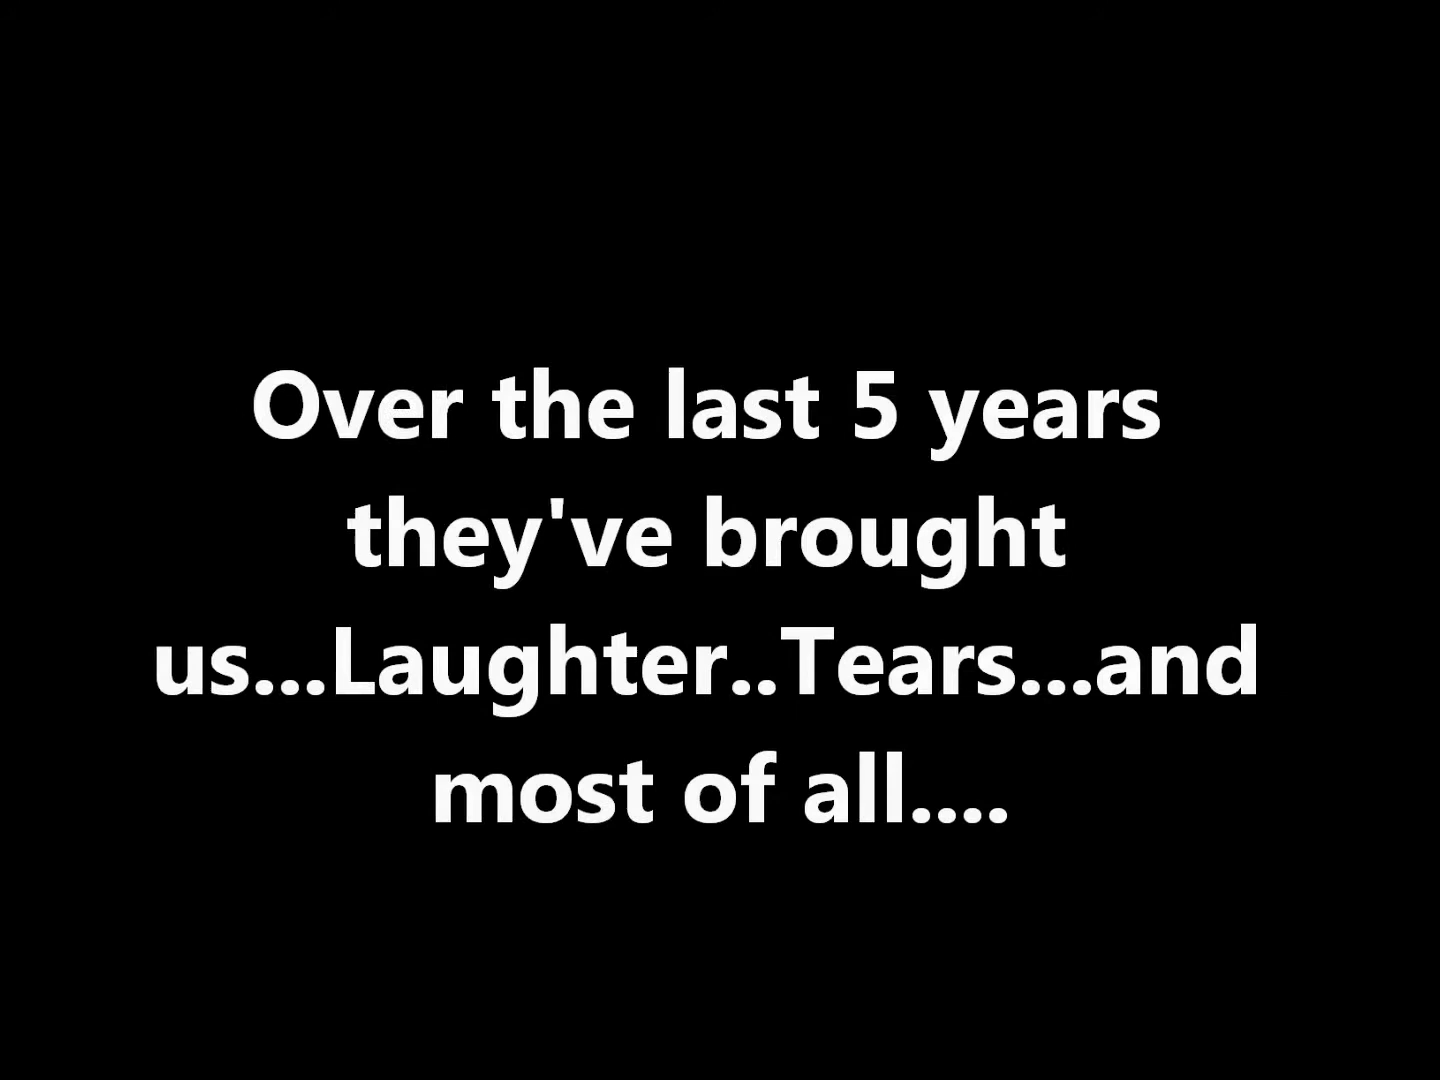 Over the last 5 years
they've brought
us...Laughter..Tears...and
most of all....